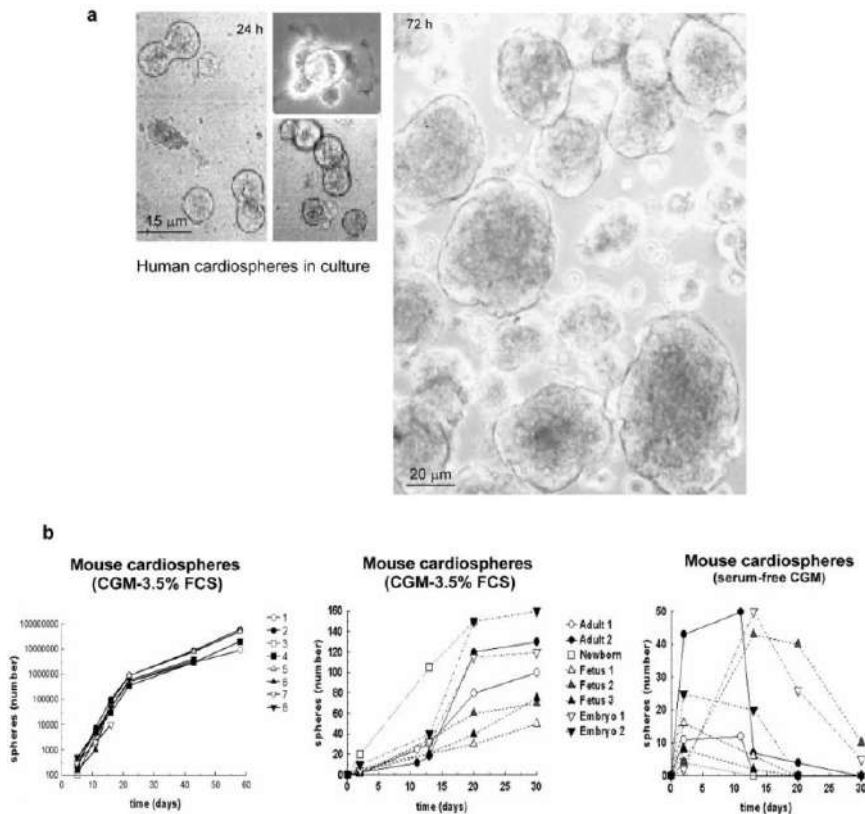 a
24 h
72 h
15 μm
Human cardiospheres in culture
20 μm
b
Mouse cardiospheres
(CGM-3.5% FCS)
spheres (number)
100000000
10000000
1000000
100000
10000
1000
100
0 10 20 30 40 50 60
time (days)
1
2
3
4
5
6
7
8
Mouse cardiospheres
(CGM-3.5% FCS)
spheres (number)
160
140
120
100
80
60
40
20
0
0 5 10 15 20 25 30
time (days)
Adult 1
Adult 2
Newborn
Fetus 1
Fetus 2
Fetus 3
Embryo 1
Embryo 2
Mouse cardiospheres
(serum-free CGM)
spheres (number)
50
40
30
20
10
0
0 5 10 15 20 25 30
time (days)